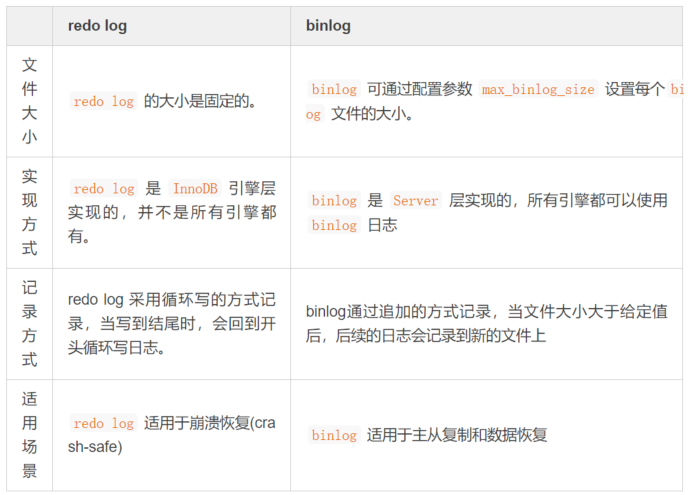 redo log binlog
文
件
大
小
redo log 的大小是固定的。
binlog 可通过配置参数 max_binlog_size 设置每个 bi
og 文件的大小。
实
现
方
式
redo log 是 InnoDB 引擎层
实现的，并不是所有引擎都
有。
binlog 是 Server 层实现的，所有引擎都可以使用
binlog 日志
记
录
方
式
redo log 采用循环写的方式记
录，当写到结尾时，会回到开
头循环写日志。
binlog通过追加的方式记录，当文件大小大于给定值
后，后续的日志会记录到新的文件上
适
用
场
景
redo log 适用于崩溃恢复(cra
sh-safe)
binlog 适用于主从复制和数据恢复